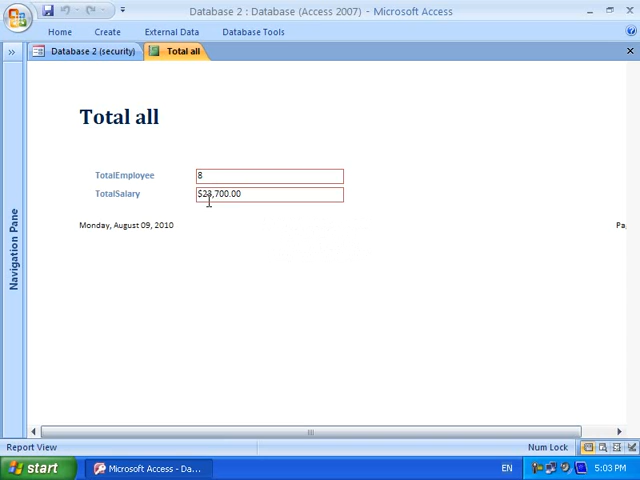 Database 2 : Database (Access 2007) - Microsoft Access
Home Create External Data Database Tools
» Database 2 (security) Total all
Total all
TotalEmployee 8
TotalSalary $23,700.00
Monday, August 09, 2010 Pa
Navigation Pane
Report View Num Lock
start Microsoft Access - Da... EN 5:03 PM